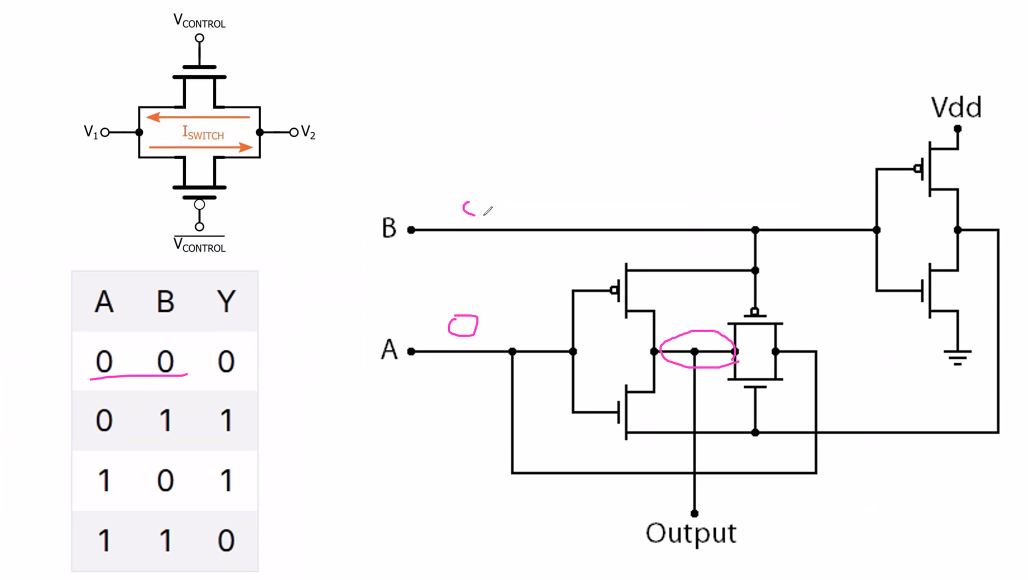 VCONTROL
V1
ISWITCH
V2
VCONTROL
A B Y
0 0 0
0 1 1
1 0 1
1 1 0
Vdd
B
0
A
Output